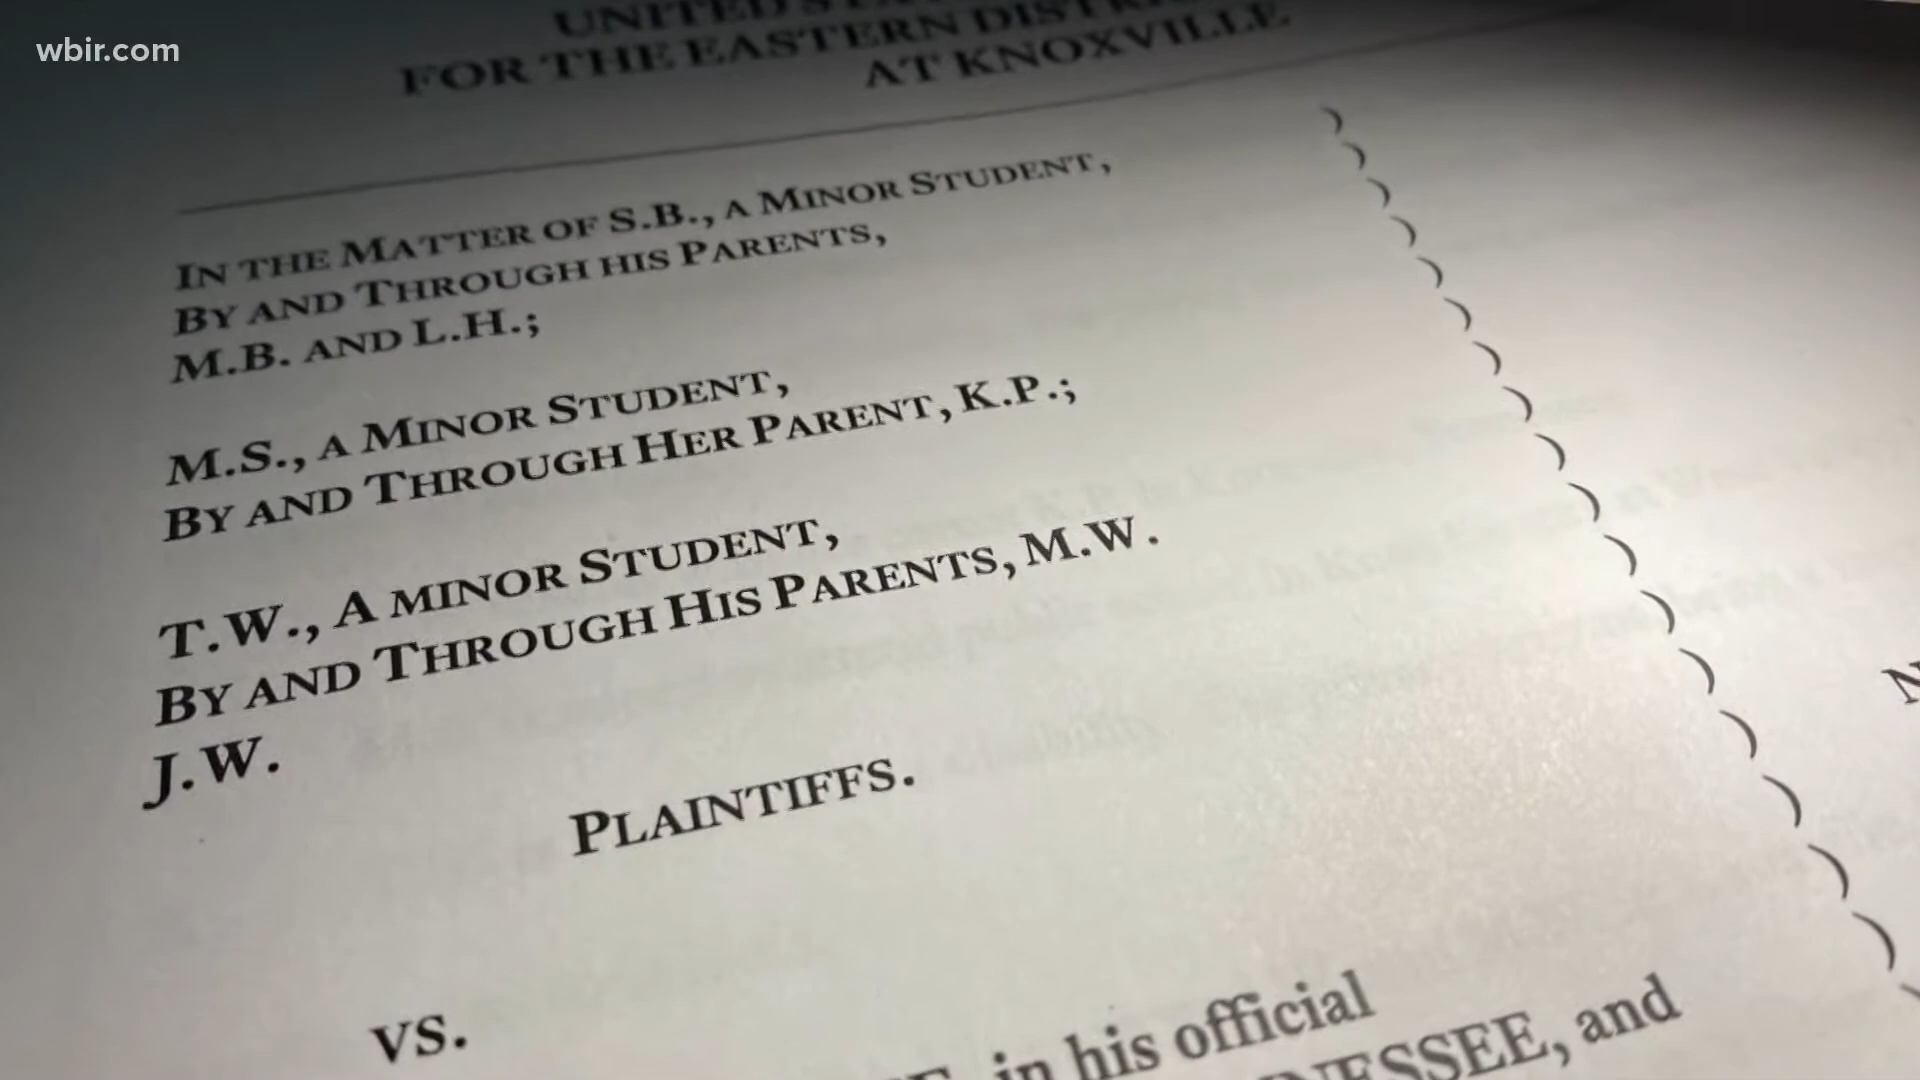 wbir.com
UNITED
FOR THE EASTERN
AT KNOXVILLE
IN THE MATTER OF S.B., A MINOR STUDENT,
BY AND THROUGH HIS PARENTS,
M.B. AND L.H.;
M.S., A MINOR STUDENT,
BY AND THROUGH HER PARENT, K.P.;
T.W., A MINOR STUDENT,
BY AND THROUGH HIS PARENTS, M.W.
J.W.
PLAINTIFFS.
VS.
in his official
and